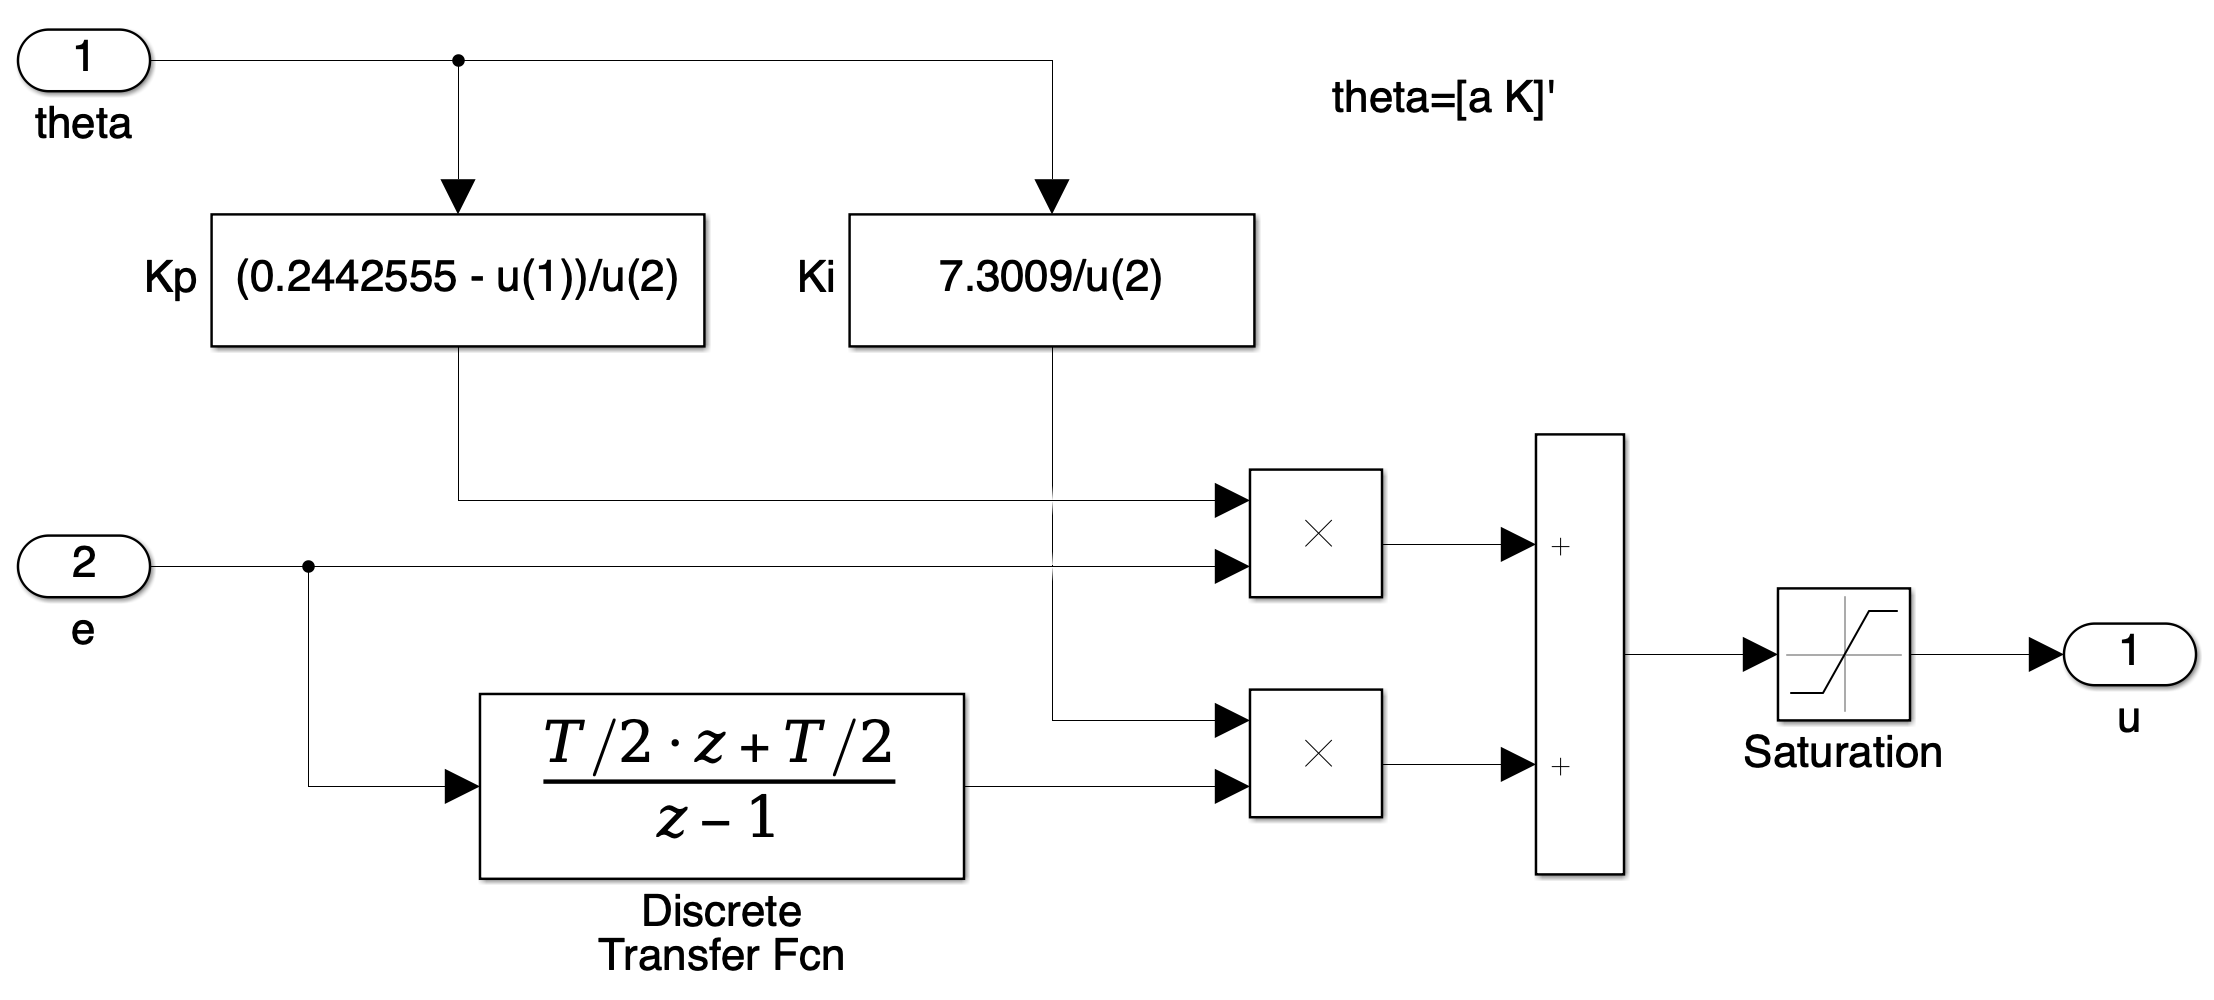 1
theta
theta=[a K]'
Kp
(0.2442555 - u(1))/u(2)
Ki
7.3009/u(2)
×
+
2
e
×
+
T/2·z+T/2
z−1
Discrete
Transfer Fcn
Saturation
1
u